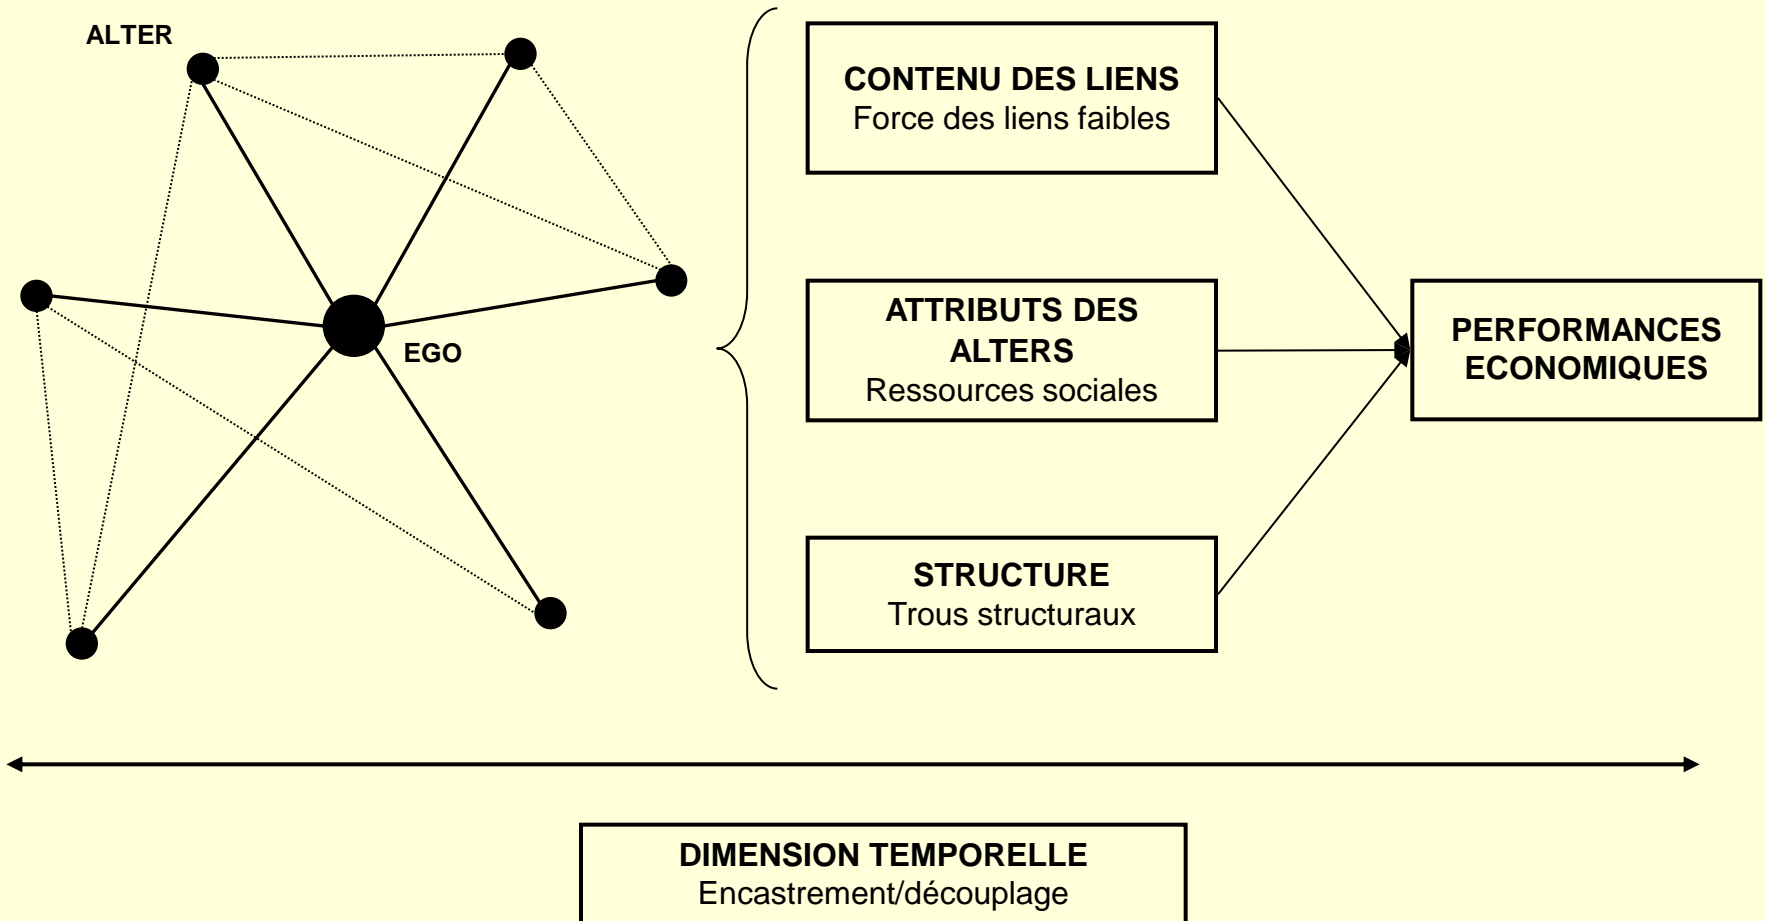 ALTER
EGO
CONTENU DES LIENS
Force des liens faibles
ATTRIBUTS DES
ALTERS
Ressources sociales
STRUCTURE
Trous structuraux
PERFORMANCES
ECONOMIQUES
DIMENSION TEMPORELLE
Encastrement/découplage